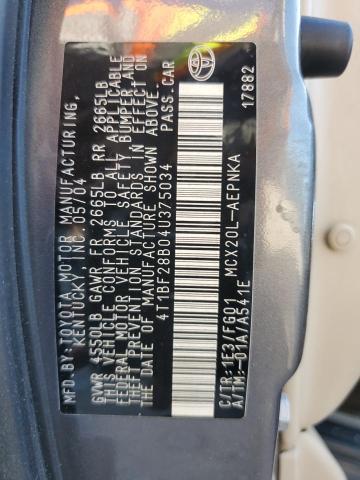 MFD.BY: TOYOTA MOTOR MANUFACTURING,
KENTUCKY, INC. 05/04
GVWR 4550LB GAWR FR 2665LB RR 2665LB
THIS VEHICLE CONFORMS TO ALL APPLICABLE
FEDERAL MOTOR VEHICLE SAFETY BUMPER AND
THEFT PREVENTION STANDARDS IN EFFECT ON
THE DATE OF MANUFACTURE SHOWN ABOVE.
4T1BF28B04U375034 PASS.CAR
C/TR:1E3/FG01 MCX20L-AEPNKA
A/TM:-01A/A541E
TOYOTA
17882